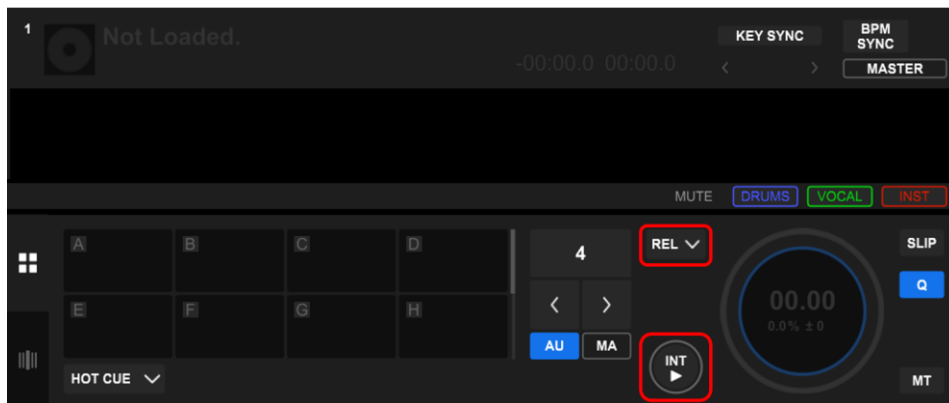 1
Not Loaded.
-00:00.0 00:00.0
KEY SYNC
BPM
SYNC
MASTER
MUTE DRUMS VOCAL INST
A B C D
E F G H
HOT CUE
4
AU MA
REL
INT
00.00
0.0% ±0
SLIP
Q
MT